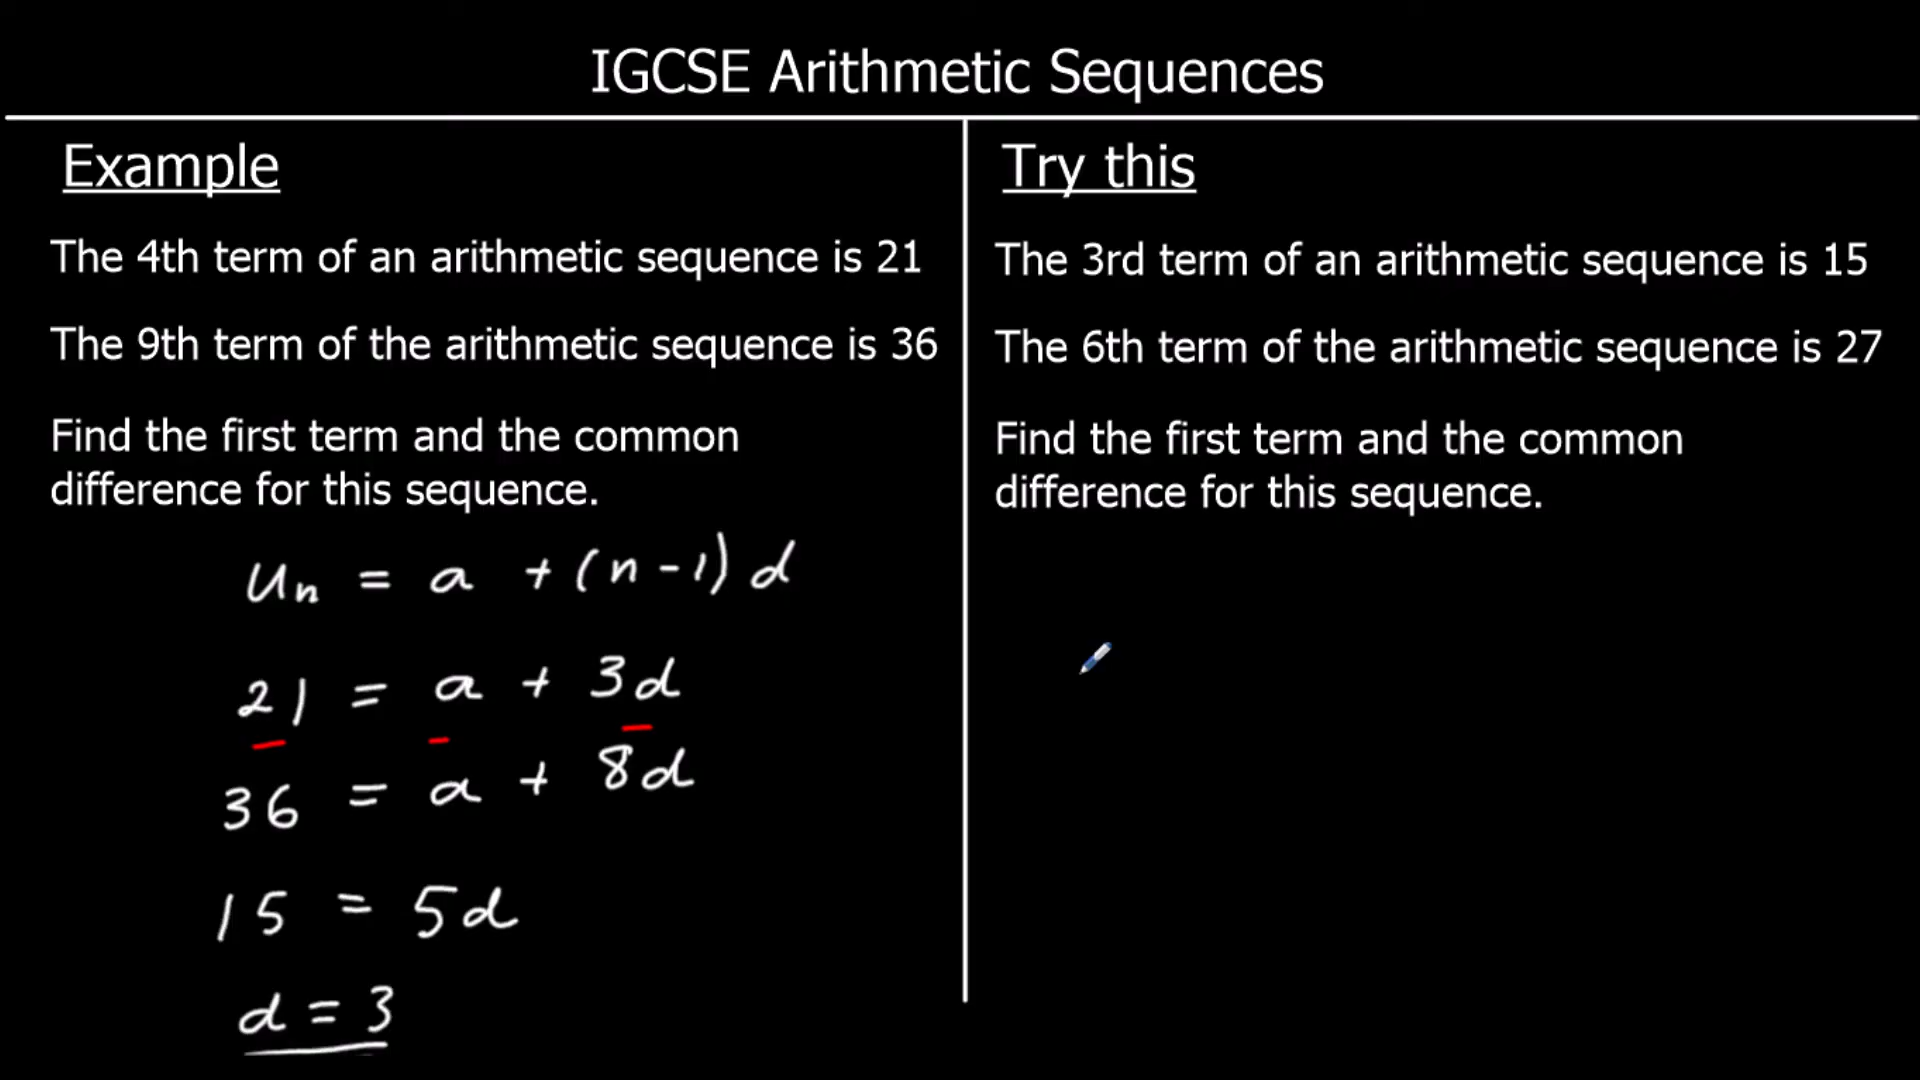 IGCSE Arithmetic Sequences
Example
The 4th term of an arithmetic sequence is 21
The 9th term of the arithmetic sequence is 36
Find the first term and the common
difference for this sequence.
Un = a + (n - 1) d
21 = a + 3d
36 = a + 8d
15 = 5d
d = 3
Try this
The 3rd term of an arithmetic sequence is 15
The 6th term of the arithmetic sequence is 27
Find the first term and the common
difference for this sequence.